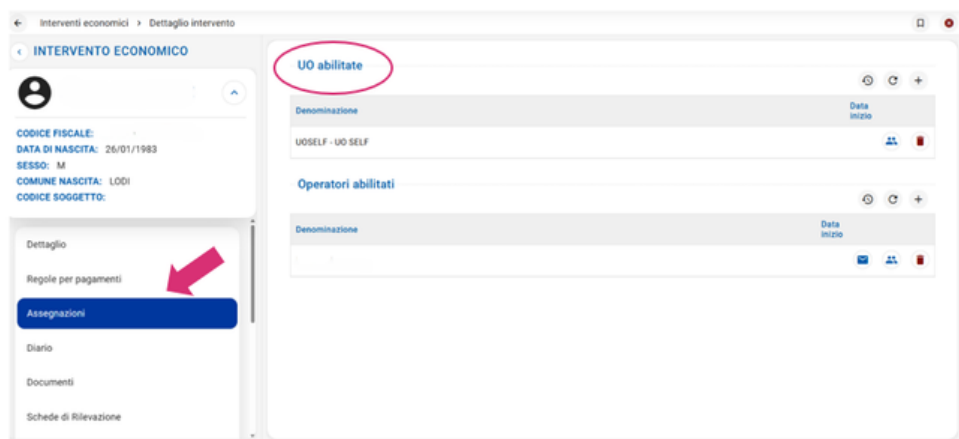 Interventi economici > Dettaglio intervento
INTERVENTO ECONOMICO
CODICE FISCALE:
DATA DI NASCITA: 26/01/1983
SESSO: M
COMUNE NASCITA: LODI
CODICE SOGGETTO:
Dettaglio
Regole per pagamenti
Assegnazioni
Diario
Documenti
Schede di Rilevazione
UO abilitate
Denominazione Data
inizio
UOSELF - UO SELF
Operatori abilitati
Denominazione Data
inizio